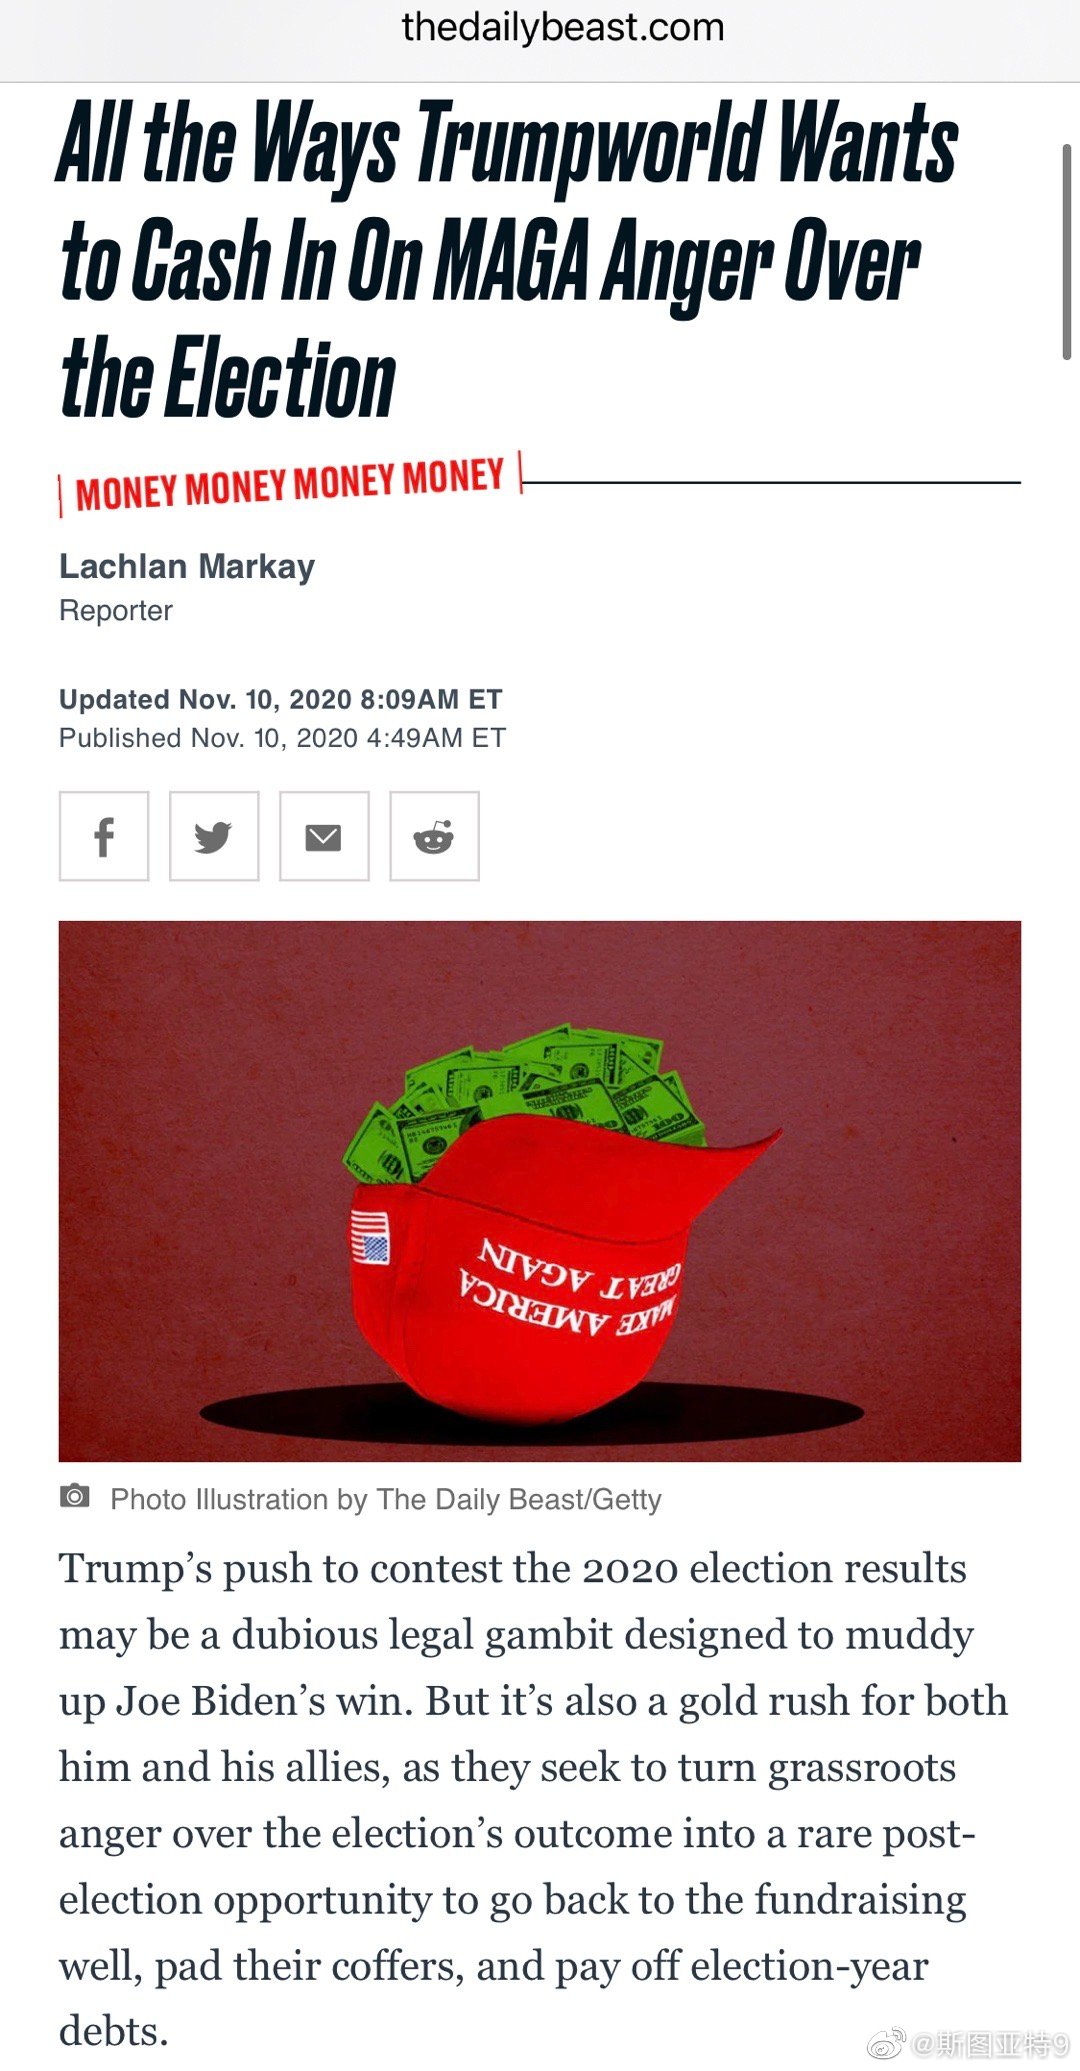 thedailybeast.com
All the Ways Trumpworld Wants
to Cash In On MAGA Anger Over
the Election
MONEY MONEY MONEY MONEY
Lachlan Markay
Reporter
Updated Nov. 10, 2020 8:09AM ET
Published Nov. 10, 2020 4:49AM ET
MAKE AMERICA
GREAT AGAIN
Photo Illustration by The Daily Beast/Getty
Trump’s push to contest the 2020 election results
may be a dubious legal gambit designed to muddy
up Joe Biden’s win. But it’s also a gold rush for both
him and his allies, as they seek to turn grassroots
anger over the election’s outcome into a rare post-
election opportunity to go back to the fundraising
well, pad their coffers, and pay off election-year
debts.
@斯图亚特9